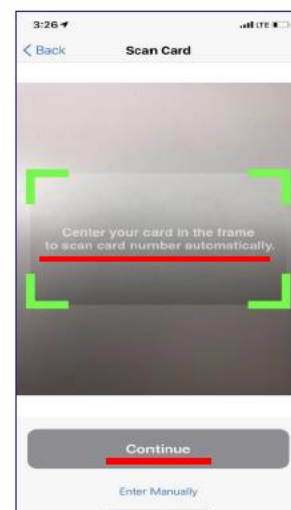 3:26 LTE
< Back Scan Card
Center your card in the frame
to scan card number automatically.
Continue
Enter Manually